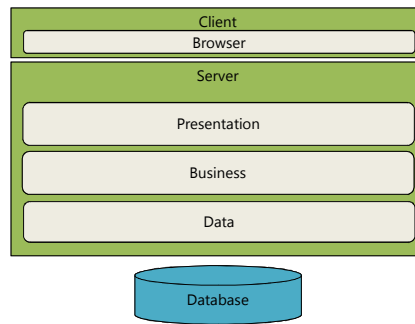 Client
Browser
Server
Presentation
Business
Data
Database